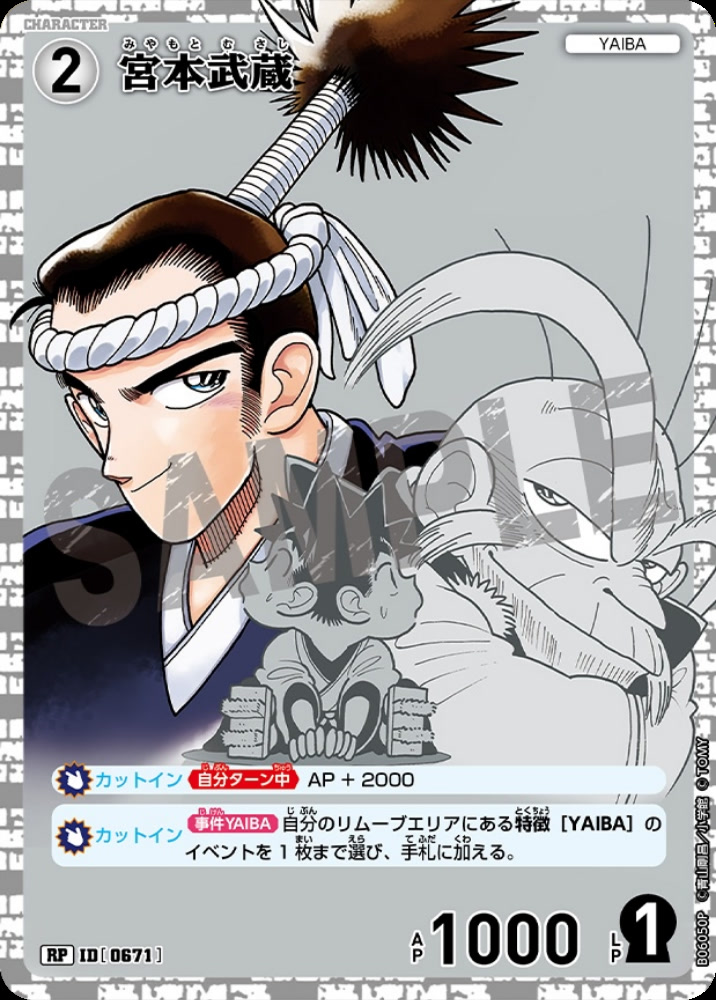 CHARACTER
2
みやもと むさし
宮本武蔵
YAIBA
SAMPLE
カットイン 自分ターン中 AP + 2000
カットイン 事件YAIBA 自分のリムーブエリアにある特徴［YAIBA］の
イベントを1枚まで選び、手札に加える。
RP ID[0671]
AP 1000
LP 1
B06050P ©青山剛昌／小学館 ©TOMY